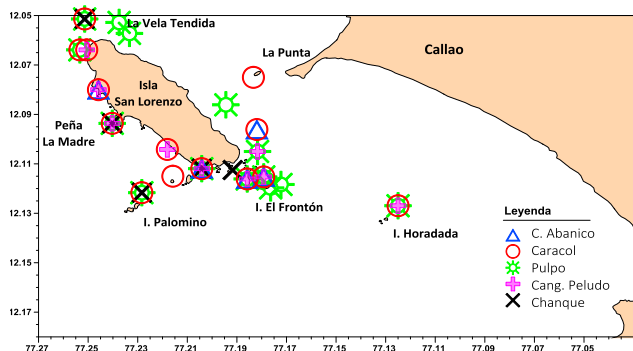 12.05
La Vela Tendida
La Punta
Callao
12.07
Isla
San Lorenzo
12.09
Peña
La Madre
12.11
I. El Frontón
12.13
I. Palomino
I. Horadada
Leyenda
C. Abanico
Caracol
Pulpo
Cang. Peludo
Chanque
12.15
12.17
77.27
77.25
77.23
77.21
77.19
77.17
77.15
77.13
77.11
77.09
77.07
77.05